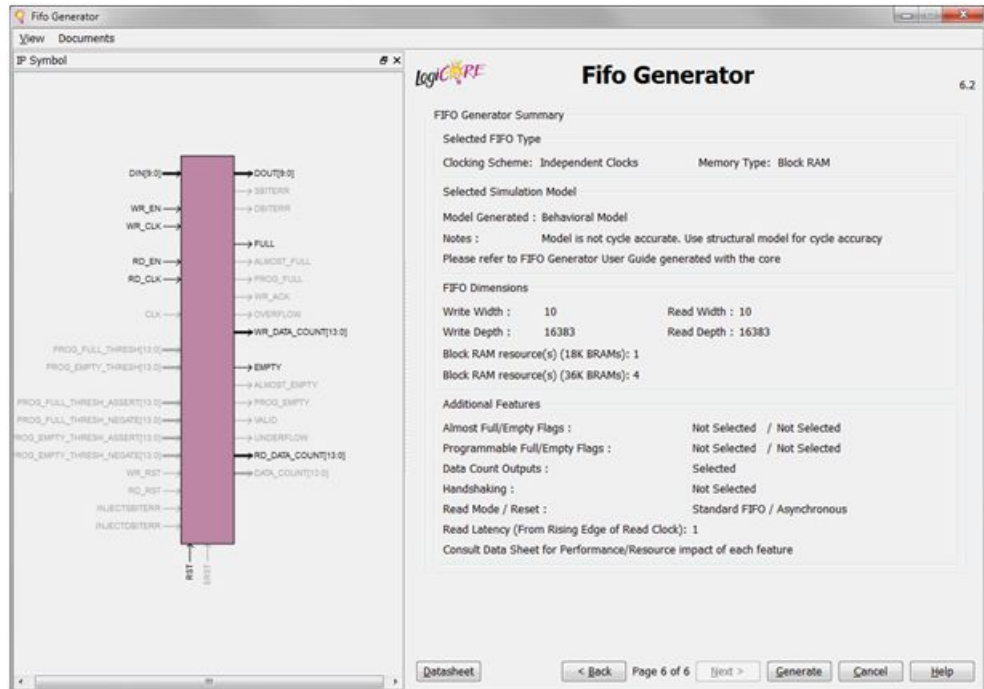 Fifo Generator
View Documents
IP Symbol
DIN[9:0]
WR_EN
WR_CLK
RD_EN
RD_CLK
CLK
PROG_FULL_THRESH[13:0]
PROG_EMPTY_THRESH[13:0]
PROG_FULL_THRESH_ASSERT[13:0]
PROG_FULL_THRESH_NEGATE[13:0]
ROG_EMPTY_THRESH_ASSERT[13:0]
ROG_EMPTY_THRESH_NEGATE[13:0]
WR_RST
RD_RST
INJECTSBITERR
INJECTDBITERR
RST
SRST
DOUT[9:0]
SBITERR
DBITERR
FULL
ALMOST_FULL
PROG_FULL
WR_ACK
OVERFLOW
WR_DATA_COUNT[13:0]
EMPTY
ALMOST_EMPTY
PROG_EMPTY
VALID
UNDERFLOW
RD_DATA_COUNT[13:0]
DATA_COUNT[13:0]
LogiCORE
Fifo Generator
6.2
FIFO Generator Summary
Selected FIFO Type
Clocking Scheme: Independent Clocks Memory Type: Block RAM
Selected Simulation Model
Model Generated : Behavioral Model
Notes : Model is not cycle accurate. Use structural model for cycle accuracy
Please refer to FIFO Generator User Guide generated with the core
FIFO Dimensions
Write Width : 10 Read Width : 10
Write Depth : 16383 Read Depth : 16383
Block RAM resource(s) (18K BRAMs): 1
Block RAM resource(s) (36K BRAMs): 4
Additional Features
Almost Full/Empty Flags : Not Selected / Not Selected
Programmable Full/Empty Flags : Not Selected / Not Selected
Data Count Outputs : Selected
Handshaking : Not Selected
Read Mode / Reset : Standard FIFO / Asynchronous
Read Latency (From Rising Edge of Read Clock): 1
Consult Data Sheet for Performance/Resource impact of each feature
Datasheet < Back Page 6 of 6 Next > Generate Cancel Help